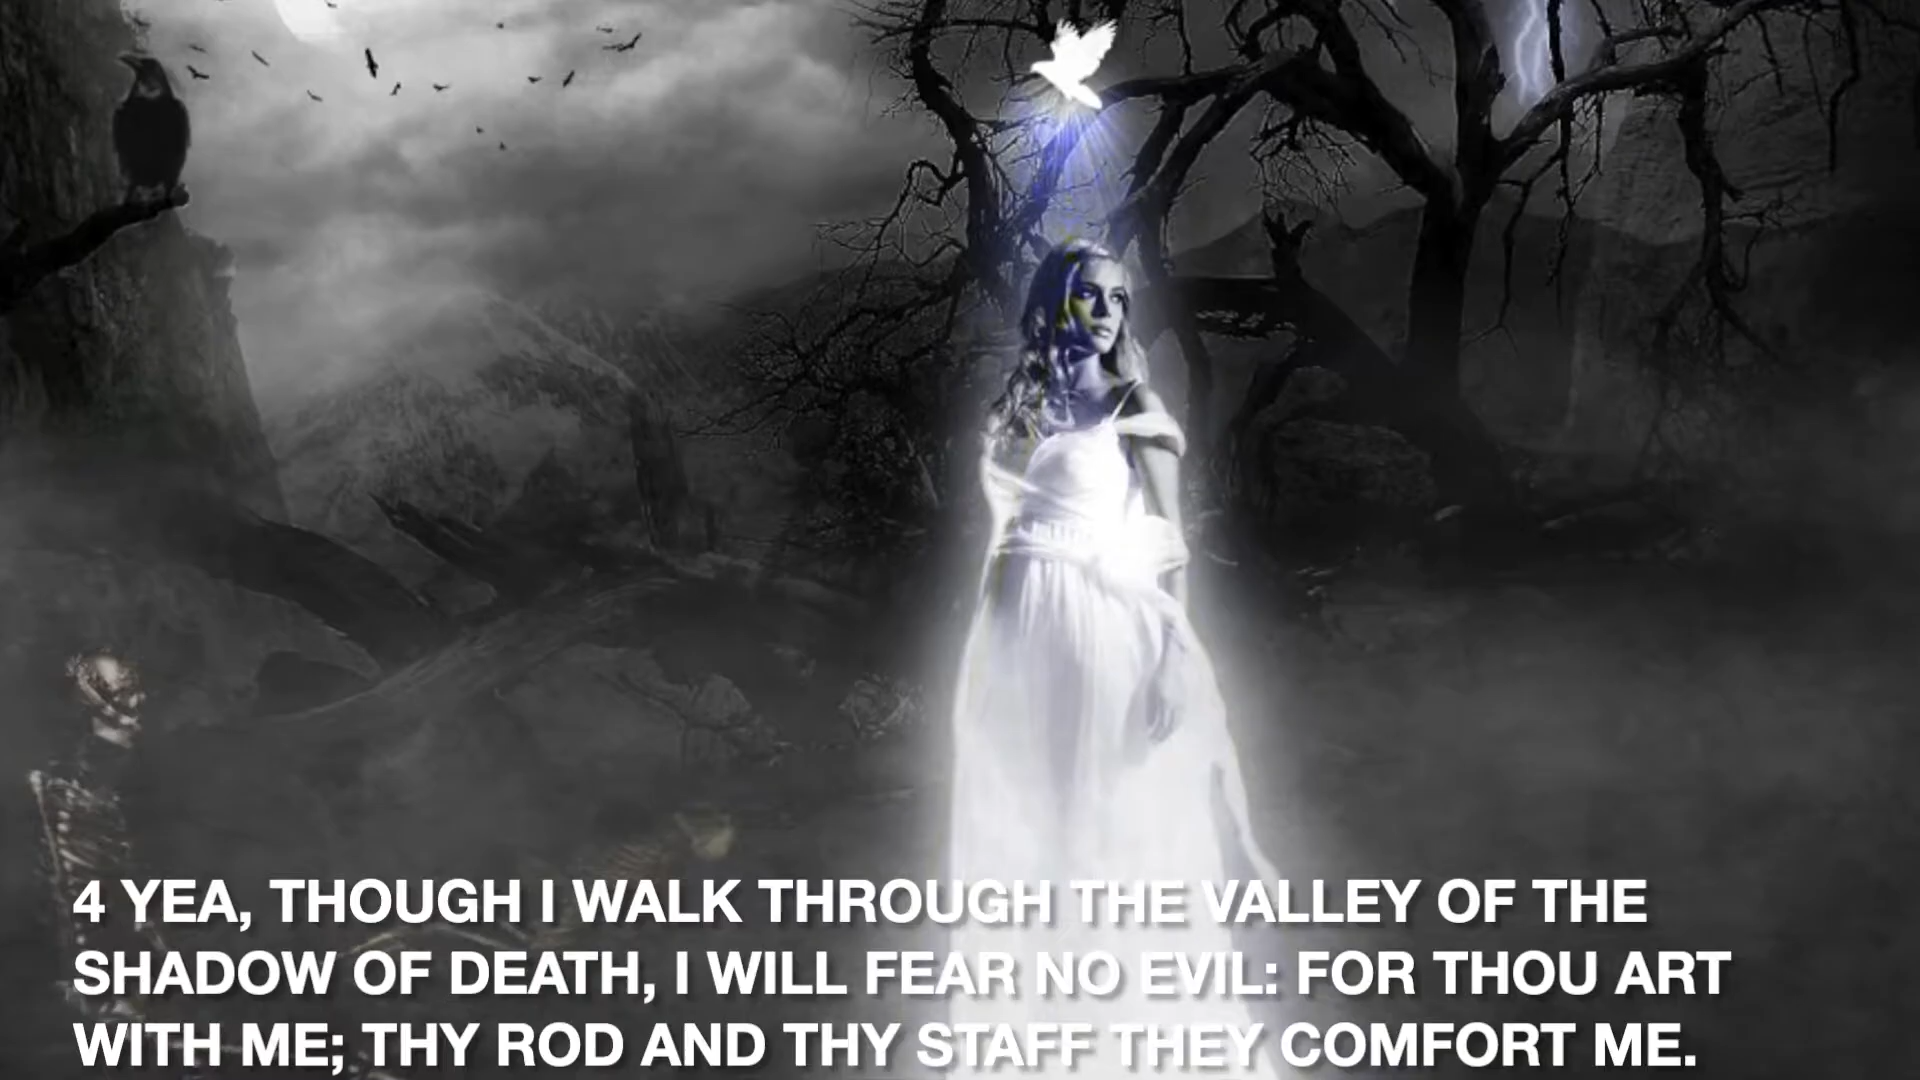 4 YEA, THOUGH I WALK THROUGH THE VALLEY OF THE
SHADOW OF DEATH, I WILL FEAR NO EVIL: FOR THOU ART
WITH ME; THY ROD AND THY STAFF THEY COMFORT ME.